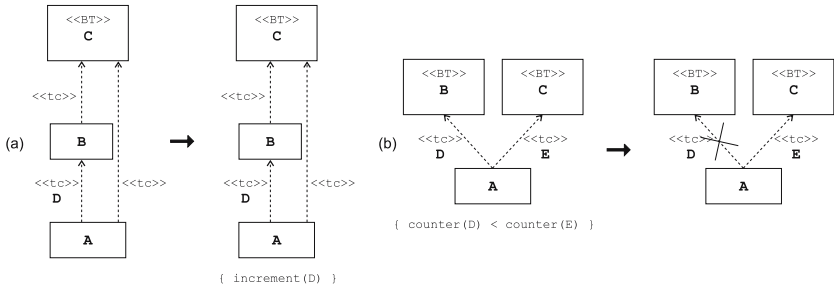 (a)
<<BT>>
C
<<tc>>
B
<<tc>>
D
<<tc>>
A
<<BT>>
C
<<tc>>
B
<<tc>>
D
<<tc>>
A
{ increment(D) }
(b)
<<BT>>
B
<<BT>>
C
<<tc>>
D
<<tc>>
E
A
{ counter(D) < counter(E) }
<<BT>>
B
<<BT>>
C
<<tc>>
D
<<tc>>
E
A